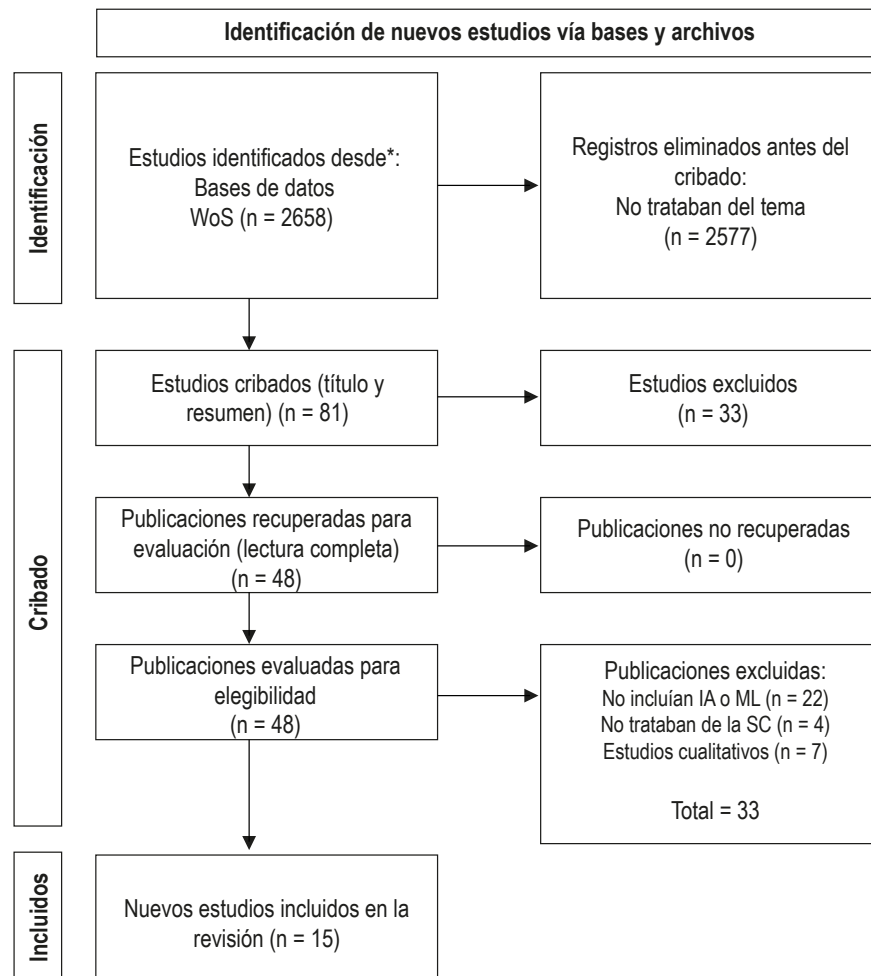 Identificación de nuevos estudios vía bases y archivos
Identificación
Estudios identificados desde*:
Bases de datos
WoS (n = 2658)
Registros eliminados antes del
cribado:
No trataban del tema
(n = 2577)
Cribado
Estudios cribados (título y
resumen) (n = 81)
Estudios excluidos
(n = 33)
Publicaciones recuperadas para
evaluación (lectura completa)
(n = 48)
Publicaciones no recuperadas
(n = 0)
Publicaciones evaluadas para
elegibilidad
(n = 48)
Publicaciones excluidas:
No incluían IA o ML (n = 22)
No trataban de la SC (n = 4)
Estudios cualitativos (n = 7)
Total = 33
Incluidos
Nuevos estudios incluidos en la
revisión (n = 15)